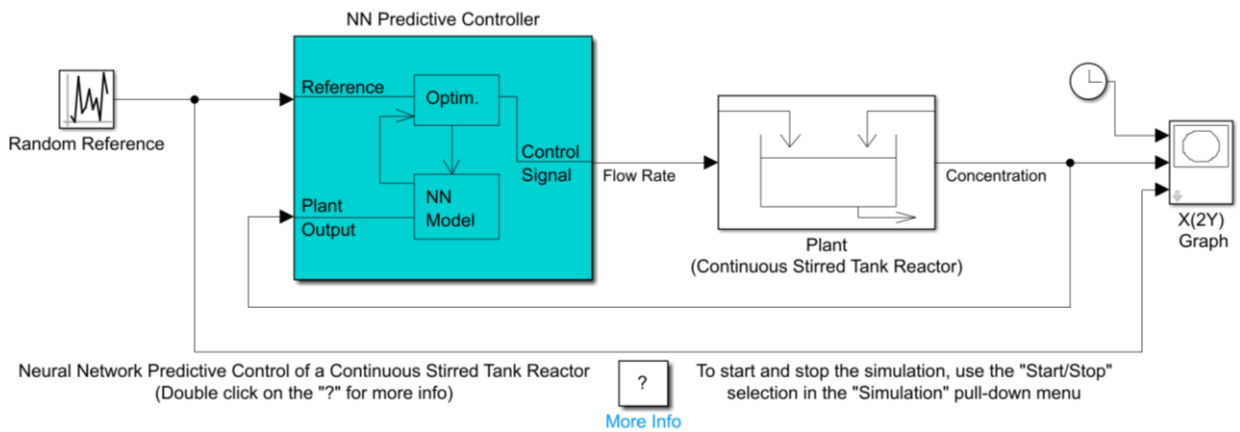 NN Predictive Controller
Random Reference
Reference
Optim.
Control
Signal
NN
Model
Plant
Output
Flow Rate
Plant
(Continuous Stirred Tank Reactor)
Concentration
X(2Y)
Graph
Neural Network Predictive Control of a Continuous Stirred Tank Reactor
(Double click on the "?" for more info)
?
More Info
To start and stop the simulation, use the "Start/Stop"
selection in the "Simulation" pull-down menu